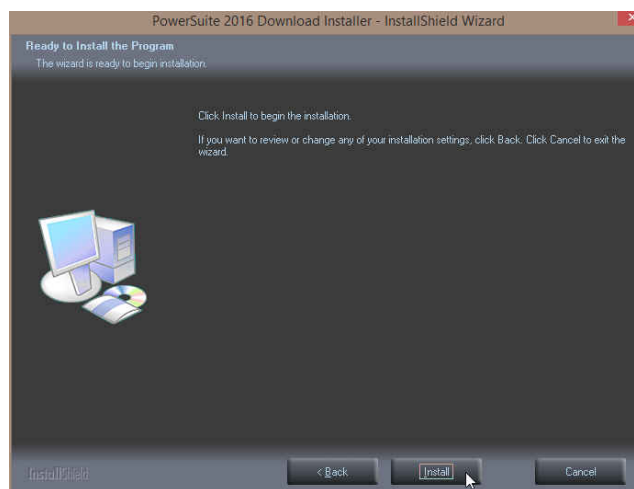 PowerSuite 2016 Download Installer - InstallShield Wizard
Ready to Install the Program
The wizard is ready to begin installation.
Click Install to begin the installation.
If you want to review or change any of your installation settings, click Back. Click Cancel to exit the
wizard.
InstallShield
< Back
Install
Cancel